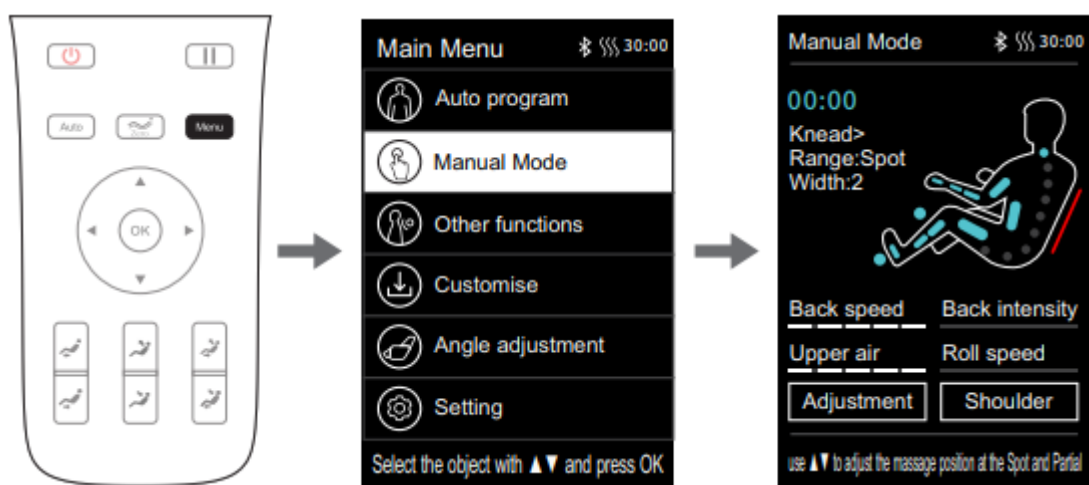 Auto
Zero
Menu
OK
Main Menu
30:00
Auto program
Manual Mode
Other functions
Customise
Angle adjustment
Setting
Select the object with ▲▼ and press OK
Manual Mode
30:00
00:00
Knead>
Range:Spot
Width:2
Back speed
Back intensity
Upper air
Roll speed
Adjustment
Shoulder
use ▲▼ to adjust the massage position at the Spot and Partial